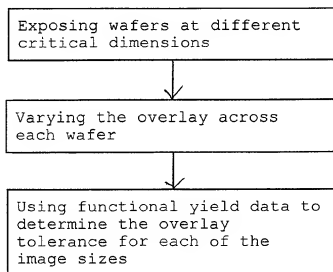 Exposing wafers at different
critical dimensions
Varying the overlay across
each wafer
Using functional yield data to
determine the overlay
tolerance for each of the
image sizes